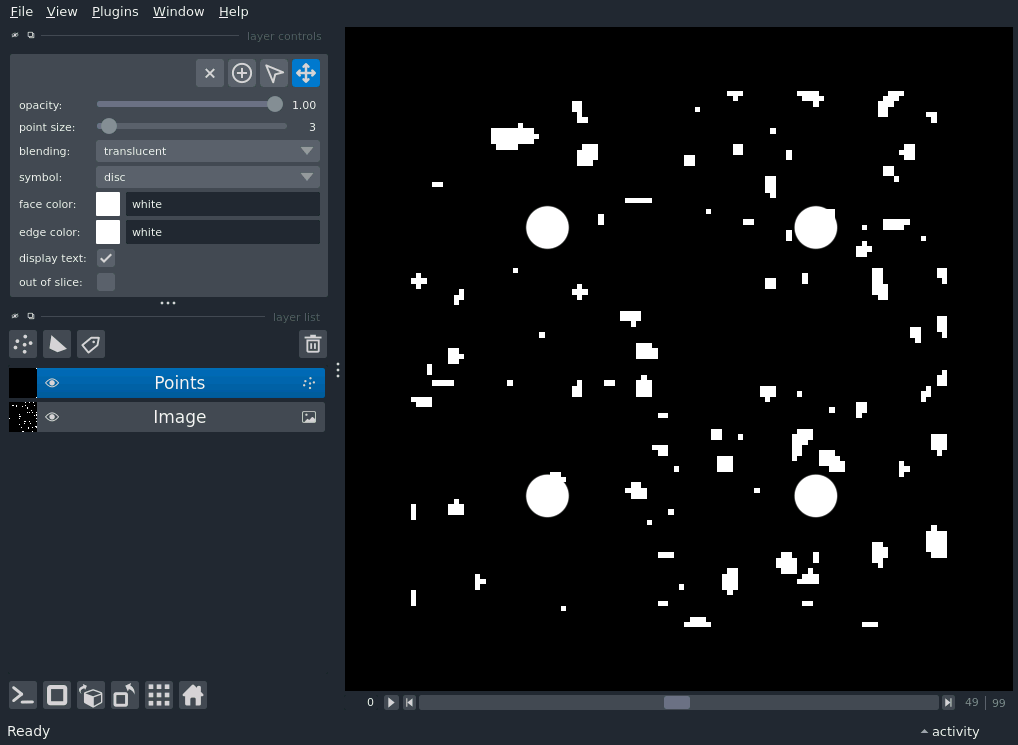 File View Plugins Window Help
layer controls
opacity: 1.00
point size: 3
blending: translucent
symbol: disc
face color: white
edge color: white
display text:
out of slice:
layer list
Points
Image
0 49 99
Ready activity